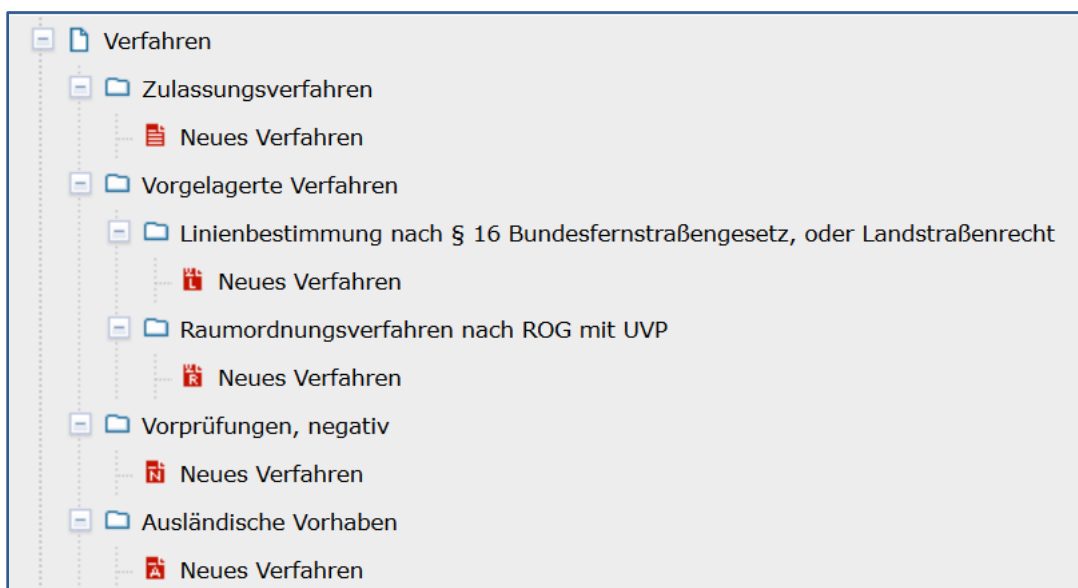 Verfahren
Zulassungsverfahren
Neues Verfahren
Vorgelagerte Verfahren
Linienbestimmung nach § 16 Bundesfernstraßengesetz, oder Landstraßenrecht
L Neues Verfahren
Raumordnungsverfahren nach ROG mit UVP
R Neues Verfahren
Vorprüfungen, negativ
N Neues Verfahren
Ausländische Vorhaben
A Neues Verfahren